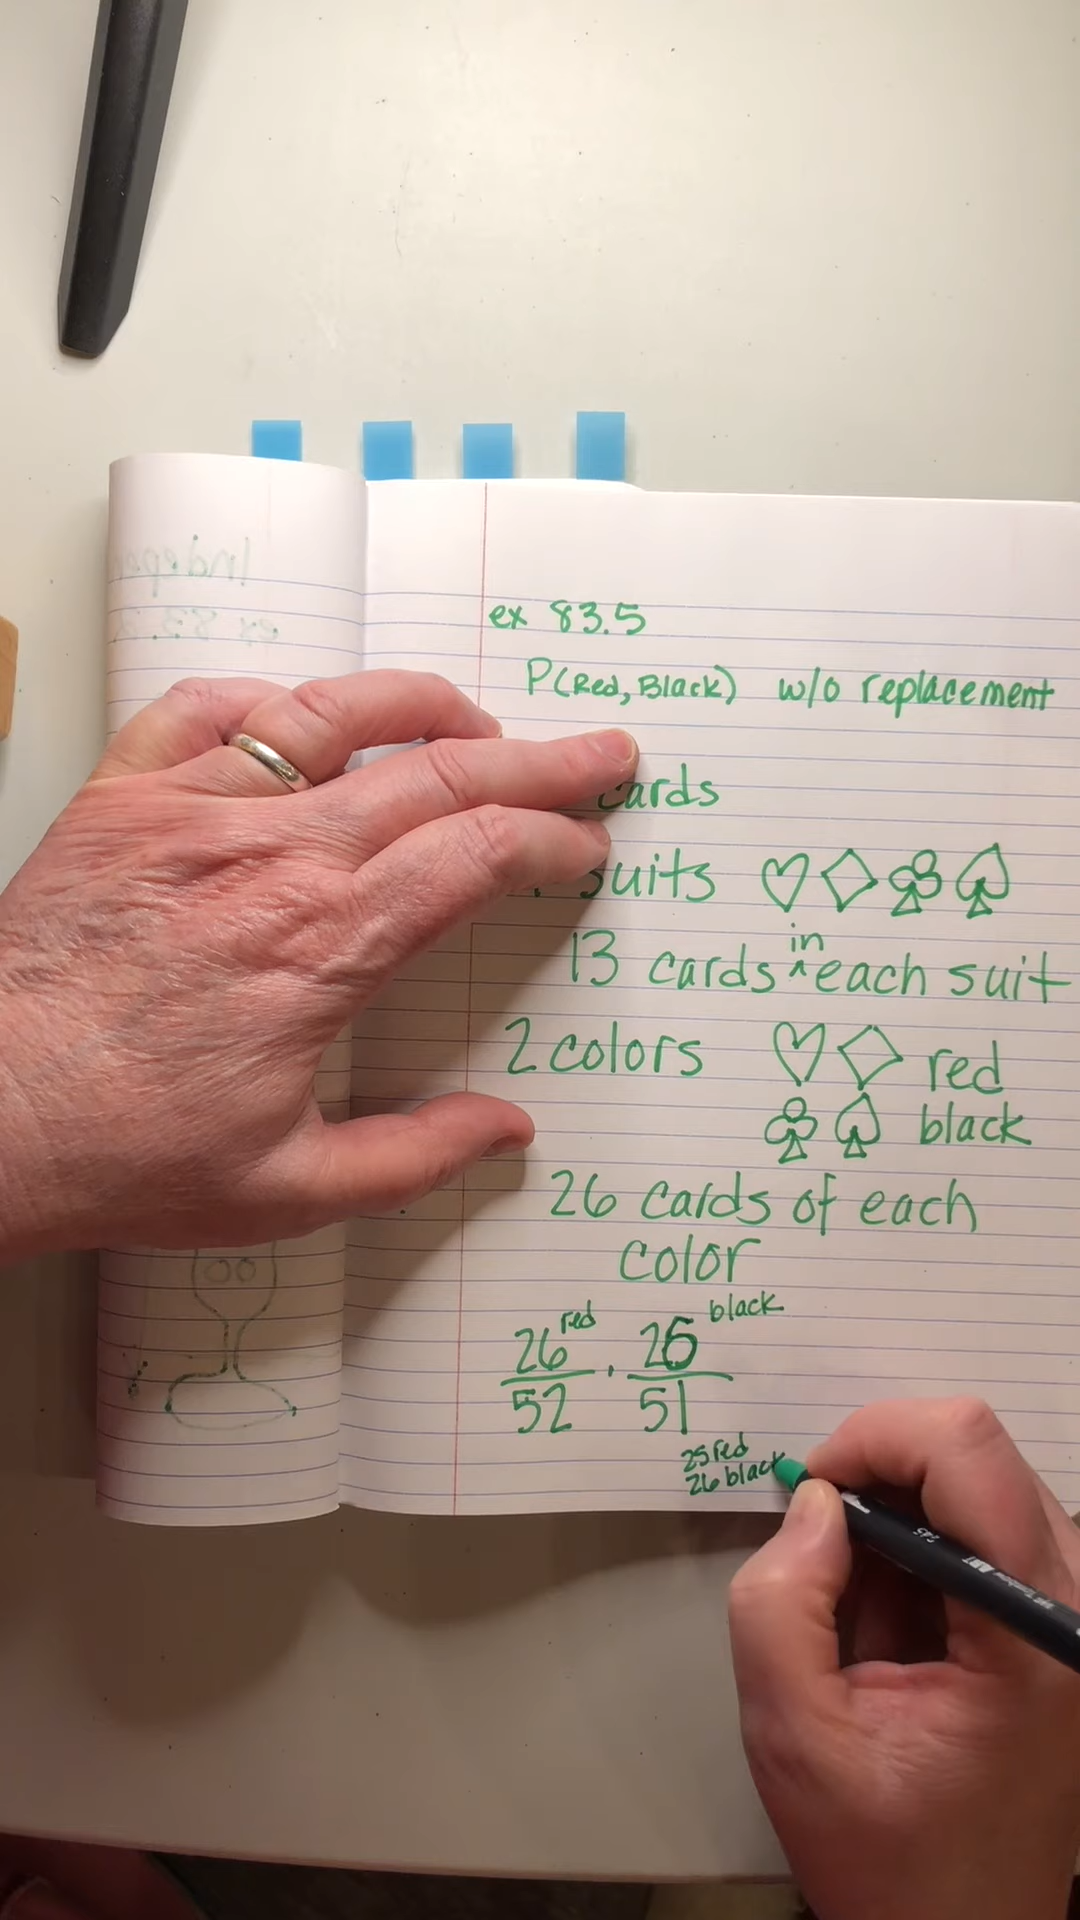 ex 83.5
P(Red, Black) w/o replacement
cards
suits
in
13 cards ^ each suit
2 colors red
black
26 cards of each
color
red black
26 . 26
52 51
25 red
26 black
245